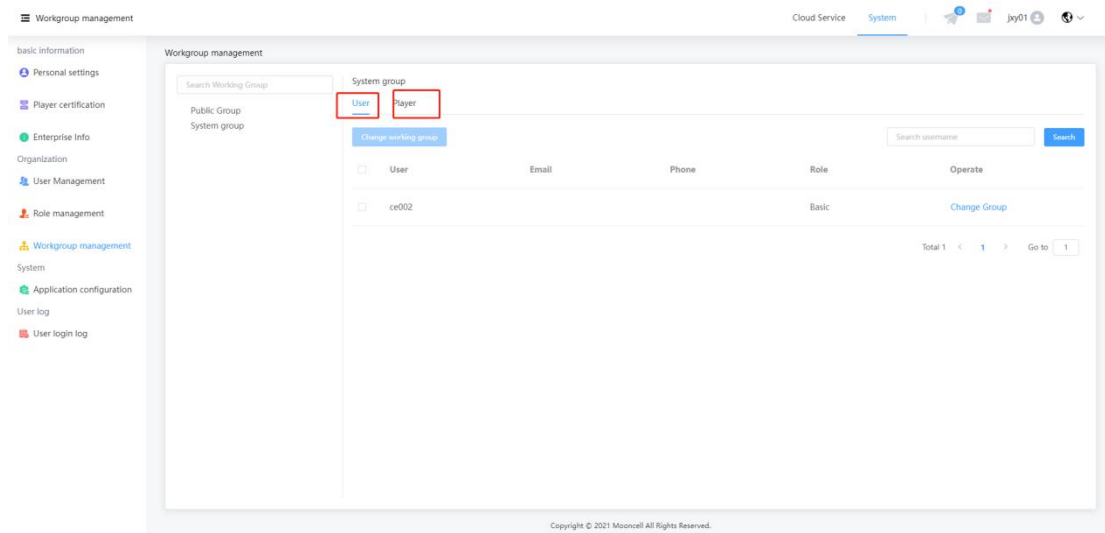 Workgroup management
Cloud Service System 0 jxy01
basic information
Personal settings
Player certification
Enterprise Info
Organization
User Management
Role management
Workgroup management
System
Application configuration
User log
User login log
Workgroup management
Search Working Group
Public Group
System group
System group
User Player
Change working group
Search username Search
User Email Phone Role Operate
ce002 Basic Change Group
Total 1 < 1 > Go to 1
Copyright © 2021 Mooncell All Rights Reserved.